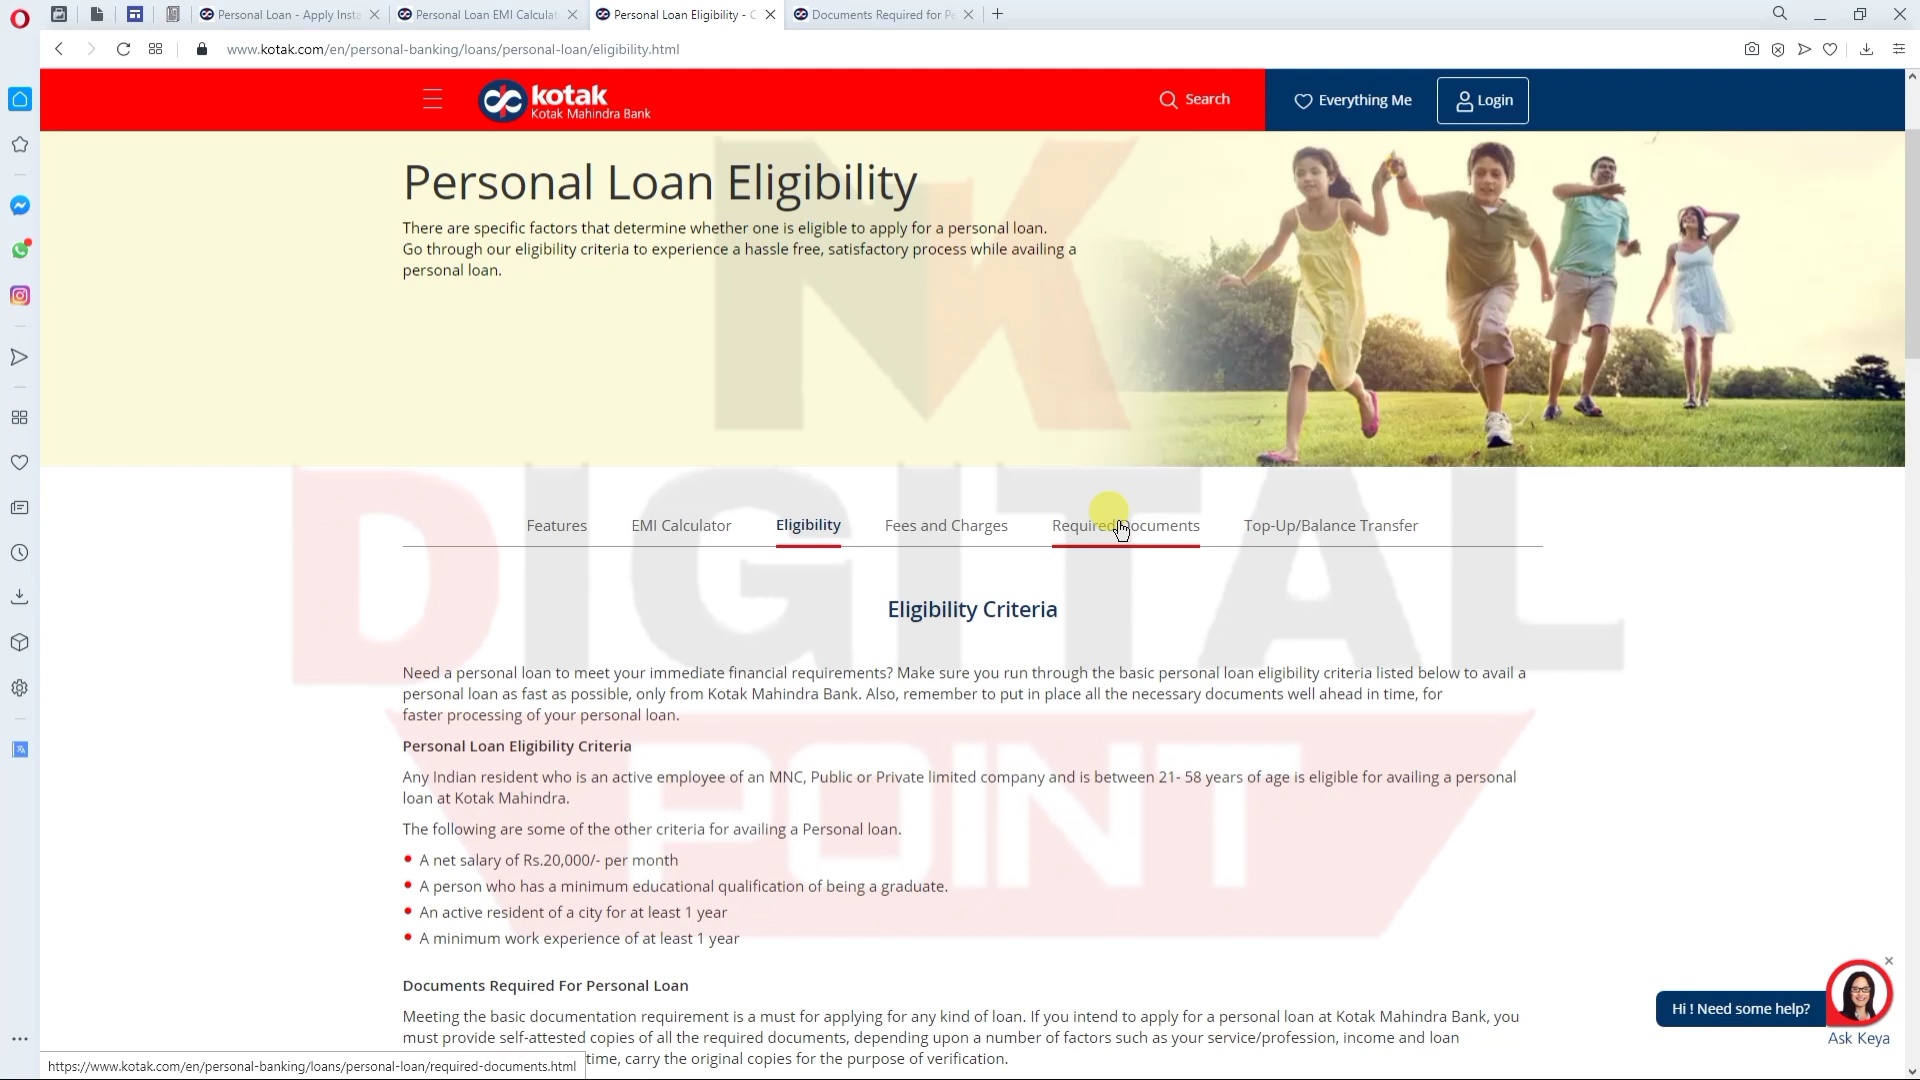 Personal Loan - Apply Insta
Personal Loan EMI Calculat
Personal Loan Eligibility - C
Documents Required for Pe
www.kotak.com/en/personal-banking/loans/personal-loan/eligibility.html
kotak
Kotak Mahindra Bank
Search
Everything Me
Login
Personal Loan Eligibility
There are specific factors that determine whether one is eligible to apply for a personal loan.
Go through our eligibility criteria to experience a hassle free, satisfactory process while availing a
personal loan.
NK
DIGITAL
POINT
Features
EMI Calculator
Eligibility
Fees and Charges
Required Documents
Top-Up/Balance Transfer
Eligibility Criteria
Need a personal loan to meet your immediate financial requirements? Make sure you run through the basic personal loan eligibility criteria listed below to avail a
personal loan as fast as possible, only from Kotak Mahindra Bank. Also, remember to put in place all the necessary documents well ahead in time, for
faster processing of your personal loan.
Personal Loan Eligibility Criteria
Any Indian resident who is an active employee of an MNC, Public or Private limited company and is between 21- 58 years of age is eligible for availing a personal
loan at Kotak Mahindra.
The following are some of the other criteria for availing a Personal loan.
A net salary of Rs.20,000/- per month
A person who has a minimum educational qualification of being a graduate.
An active resident of a city for at least 1 year
A minimum work experience of at least 1 year
Documents Required For Personal Loan
Meeting the basic documentation requirement is a must for applying for any kind of loan. If you intend to apply for a personal loan at Kotak Mahindra Bank, you
must provide self-attested copies of all the required documents, depending upon a number of factors such as your service/profession, income and loan
time, carry the original copies for the purpose of verification.
Hi ! Need some help?
Ask Keya
https://www.kotak.com/en/personal-banking/loans/personal-loan/required-documents.html